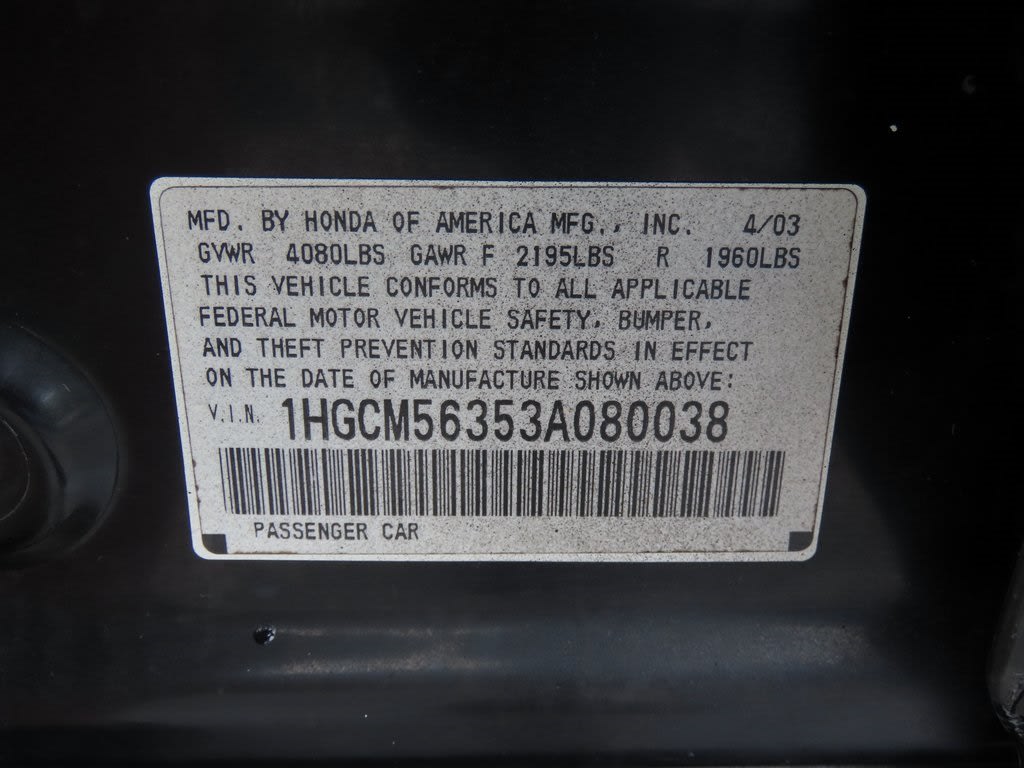 MFD. BY HONDA OF AMERICA MFG., INC. 4/03
GVWR 4080LBS GAWR F 2195LBS R 1960LBS
THIS VEHICLE CONFORMS TO ALL APPLICABLE
FEDERAL MOTOR VEHICLE SAFETY, BUMPER,
AND THEFT PREVENTION STANDARDS IN EFFECT
ON THE DATE OF MANUFACTURE SHOWN ABOVE:
V.I.N. 1HGCM56353A080038
PASSENGER CAR